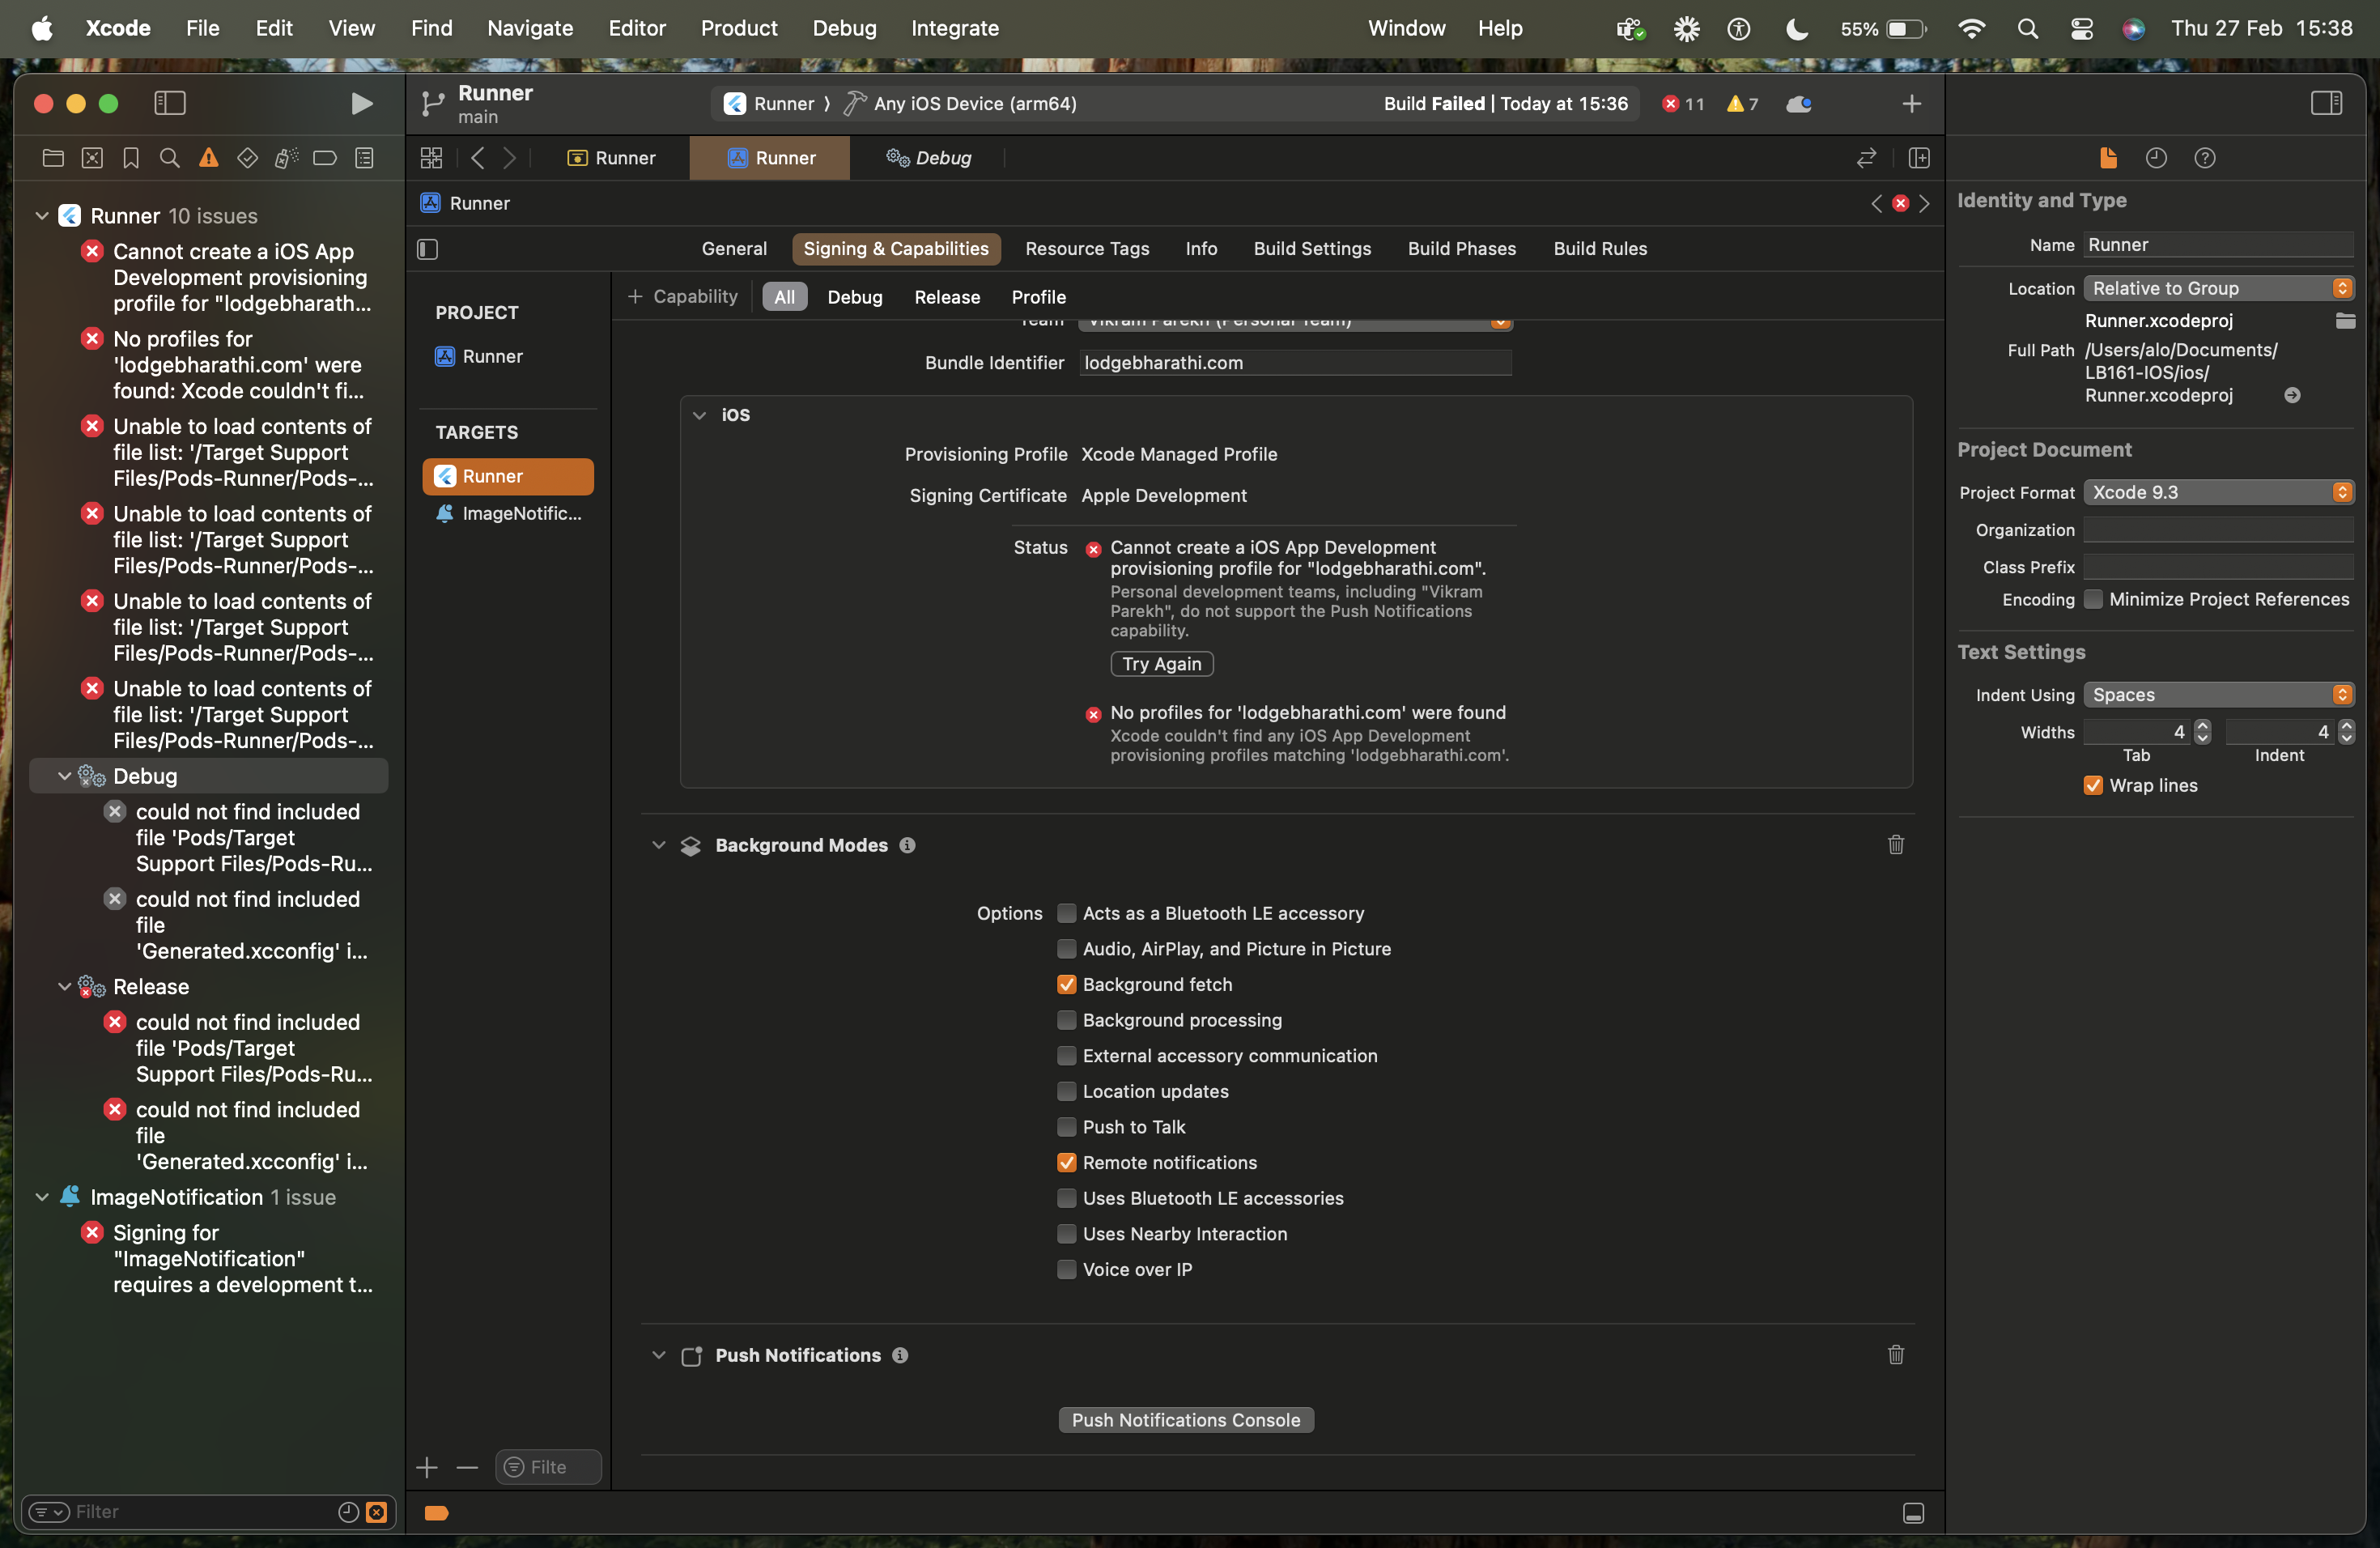 Xcode File Edit View Find Navigate Editor Product Debug Integrate Window Help 55% Thu 27 Feb 15:38
Runner
main
Runner ⟩ Any iOS Device (arm64)
Build Failed | Today at 15:36
11
7
Runner
Runner
Debug
Runner
Runner 10 issues
Cannot create a iOS App
Development provisioning
profile for "lodgebharath...
No profiles for
'lodgebharathi.com' were
found: Xcode couldn't fi...
Unable to load contents of
file list: '/Target Support
Files/Pods-Runner/Pods-...
Unable to load contents of
file list: '/Target Support
Files/Pods-Runner/Pods-...
Unable to load contents of
file list: '/Target Support
Files/Pods-Runner/Pods-...
Unable to load contents of
file list: '/Target Support
Files/Pods-Runner/Pods-...
Debug
could not find included
file 'Pods/Target
Support Files/Pods-Ru...
could not find included
file
'Generated.xcconfig' i...
Release
could not find included
file 'Pods/Target
Support Files/Pods-Ru...
could not find included
file
'Generated.xcconfig' i...
ImageNotification 1 issue
Signing for
"ImageNotification"
requires a development t...
Filter
General Signing & Capabilities Resource Tags Info Build Settings Build Phases Build Rules
PROJECT
Runner
TARGETS
Runner
ImageNotific...
Filte
+ Capability All Debug Release Profile
Team Vikram Parekh (Personal Team)
Bundle Identifier lodgebharathi.com
iOS
Provisioning Profile Xcode Managed Profile
Signing Certificate Apple Development
Status Cannot create a iOS App Development
provisioning profile for "lodgebharathi.com".
Personal development teams, including "Vikram
Parekh", do not support the Push Notifications
capability.
Try Again
No profiles for 'lodgebharathi.com' were found
Xcode couldn't find any iOS App Development
provisioning profiles matching 'lodgebharathi.com'.
Background Modes
Options Acts as a Bluetooth LE accessory
Audio, AirPlay, and Picture in Picture
Background fetch
Background processing
External accessory communication
Location updates
Push to Talk
Remote notifications
Uses Bluetooth LE accessories
Uses Nearby Interaction
Voice over IP
Push Notifications
Push Notifications Console
Identity and Type
Name Runner
Location Relative to Group
Runner.xcodeproj
Full Path /Users/alo/Documents/
LB161-IOS/ios/
Runner.xcodeproj
Project Document
Project Format Xcode 9.3
Organization
Class Prefix
Encoding Minimize Project References
Text Settings
Indent Using Spaces
Widths 4 4
Tab Indent
Wrap lines